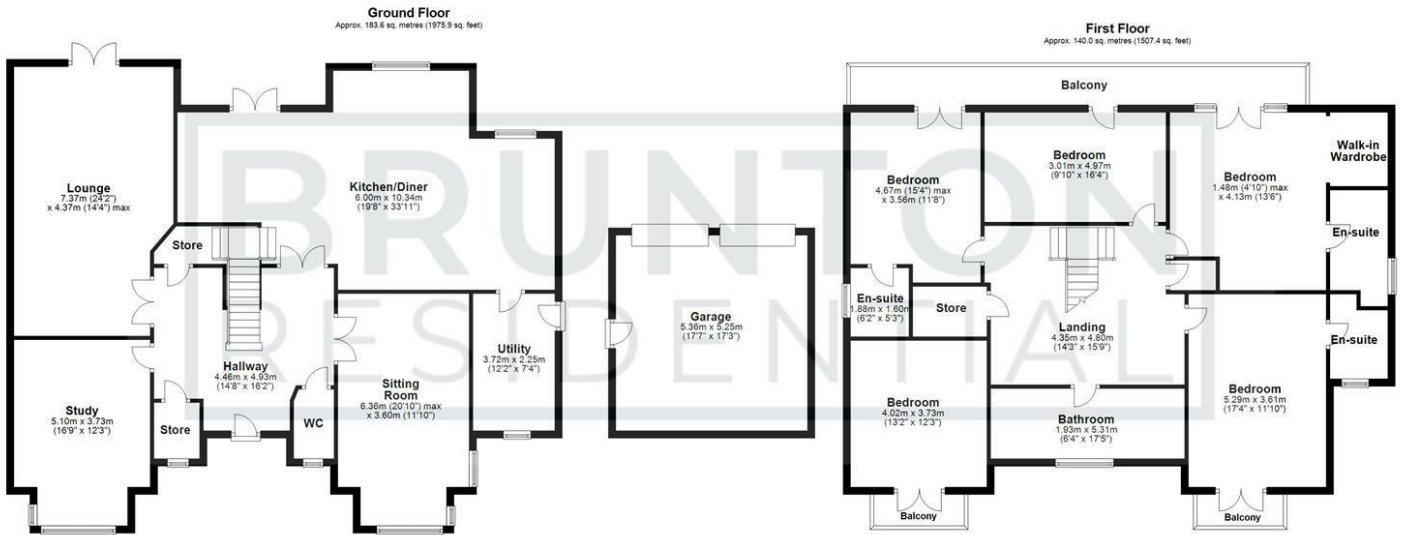 Ground Floor
Approx. 183.6 sq. metres (1975.9 sq. feet)
Lounge
7.37m (24'2")
x 4.37m (14'4") max
Kitchen/Diner
6.00m x 10.34m
(19'8" x 33'11")
Store
Hallway
4.46m x 4.93m
(14'8" x 16'2")
Study
5.10m x 3.73m
(16'9" x 12'3")
Store
WC
Sitting
Room
6.36m (20'10") max
x 3.60m (11'10")
Utility
3.72m x 2.25m
(12'2" x 7'4")
Garage
5.36m x 5.25m
(17'7" x 17'3")
First Floor
Approx. 140.0 sq. metres (1507.4 sq. feet)
Balcony
Bedroom
4.67m (15'4") max
x 3.56m (11'8")
Bedroom
3.01m x 4.97m
(9'10" x 16'4")
Bedroom
1.48m (4'10") max
x 4.13m (13'6")
Walk-in
Wardrobe
En-suite
En-suite
1.88m x 1.60m
(6'2" x 5'3")
Store
Landing
4.35m x 4.80m
(14'3" x 15'9")
En-suite
Bedroom
4.02m x 3.73m
(13'2" x 12'3")
Bathroom
1.93m x 5.31m
(6'4" x 17'5")
Bedroom
5.29m x 3.61m
(17'4" x 11'10")
Balcony
Balcony
BRUNTON
RESIDENTIAL